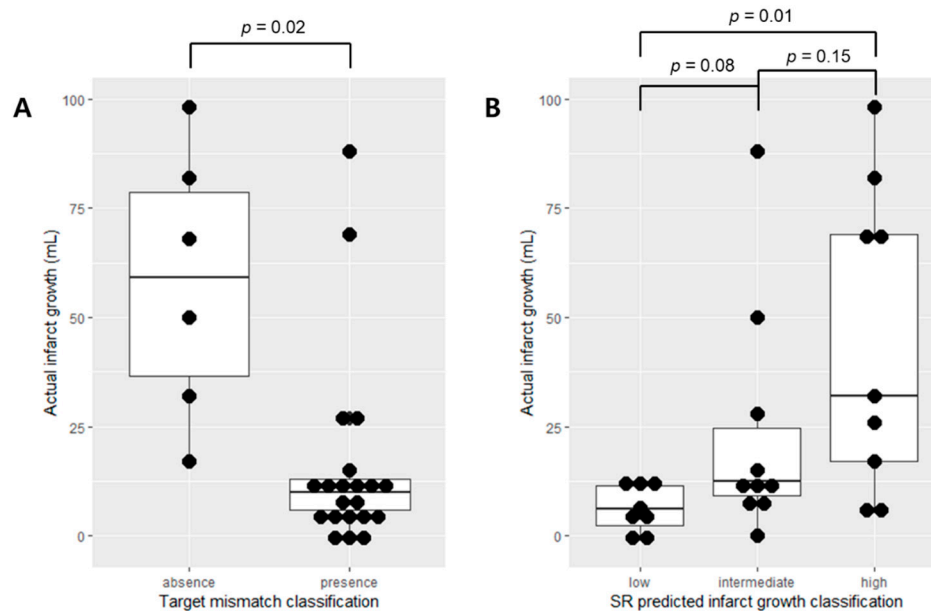 p = 0.02
A
Actual infarct growth (mL)
100
75
50
25
0
absence presence
Target mismatch classification
p = 0.01
p = 0.08
p = 0.15
B
Actual infarct growth (mL)
100
75
50
25
0
low intermediate high
SR predicted infarct growth classification